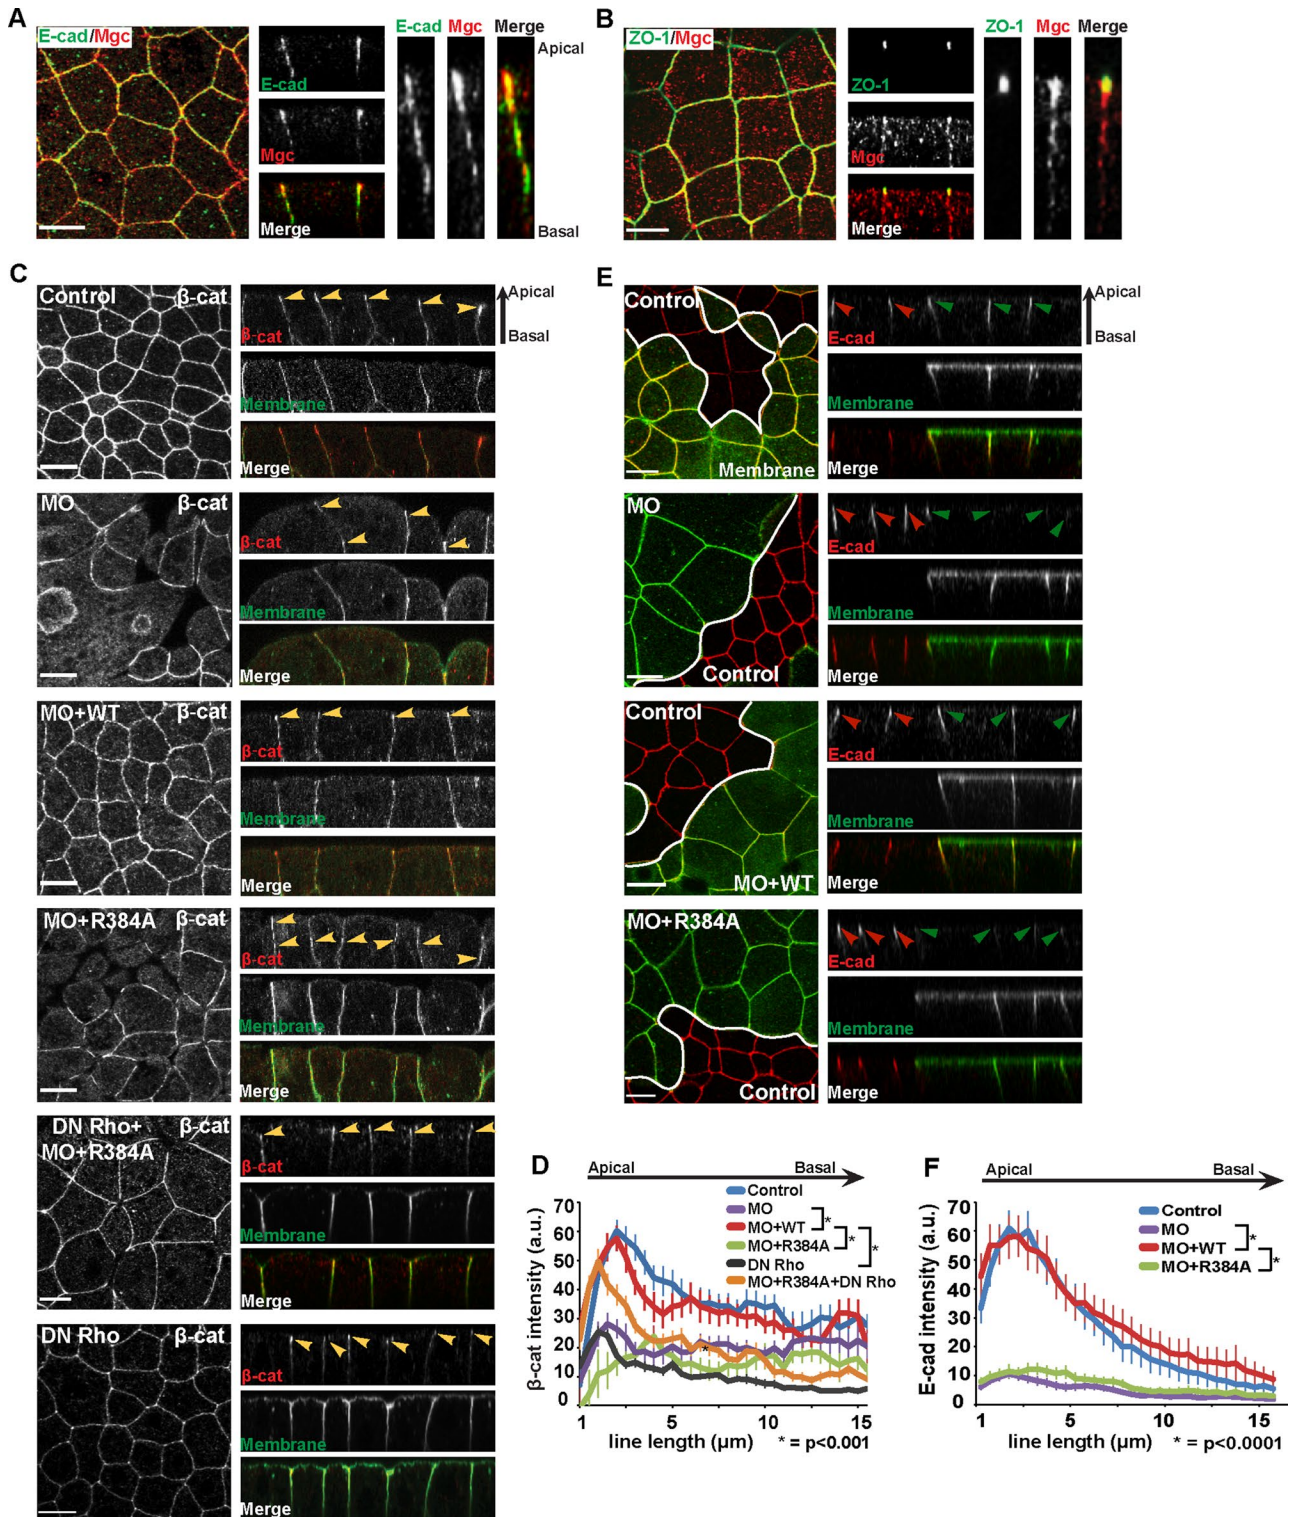 A
E-cad/Mgc
E-cad
Mgc
Merge
E-cad Mgc Merge
Apical
Basal
B
ZO-1/Mgc
ZO-1
Mgc
Merge
ZO-1 Mgc Merge
C
Control β-cat
β-cat
Membrane
Merge
Apical
Basal
MO β-cat
β-cat
Membrane
Merge
MO+WT β-cat
β-cat
Membrane
Merge
MO+R384A β-cat
β-cat
Membrane
Merge
DN Rho+ β-cat
MO+R384A
β-cat
Membrane
Merge
DN Rho β-cat
β-cat
Membrane
Merge
E
Control
Membrane
E-cad
Membrane
Merge
Apical
Basal
MO
Control
E-cad
Membrane
Merge
Control
MO+WT
E-cad
Membrane
Merge
MO+R384A
Control
E-cad
Membrane
Merge
D
Apical Basal
Control
MO
MO+WT
MO+R384A
DN Rho
MO+R384A+DN Rho
*
*
*
*
β-cat intensity (a.u.)
70
60
50
40
30
20
10
0
1 5 10 15
line length (µm) * = p<0.001
F
Apical Basal
Control
MO
MO+WT
MO+R384A
*
*
E-cad intensity (a.u.)
70
60
50
40
30
20
10
0
1 5 10 15
line length (µm) * = p<0.0001